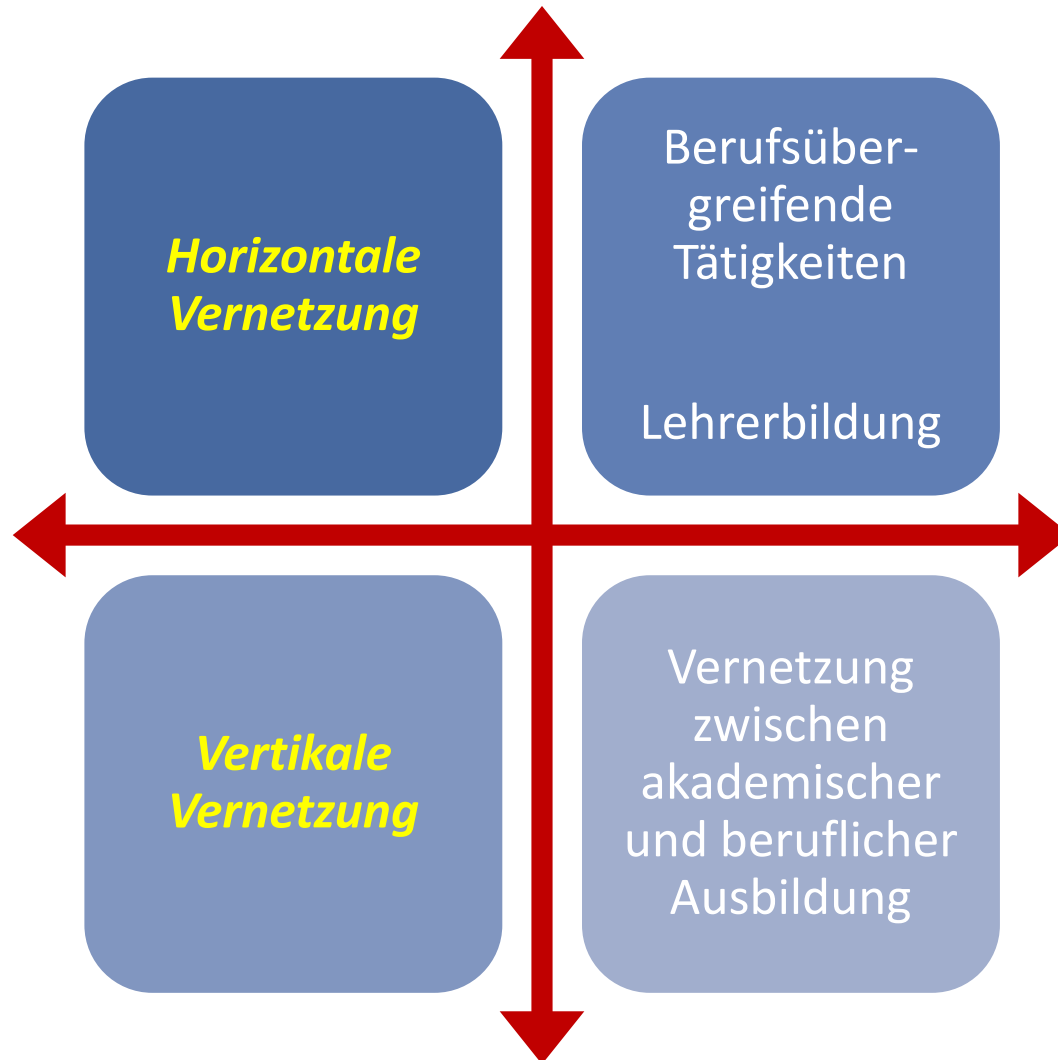 Horizontale
Vernetzung
Berufsüber-
greifende
Tätigkeiten
Lehrerbildung
Vertikale
Vernetzung
Vernetzung
zwischen
akademischer
und beruflicher
Ausbildung